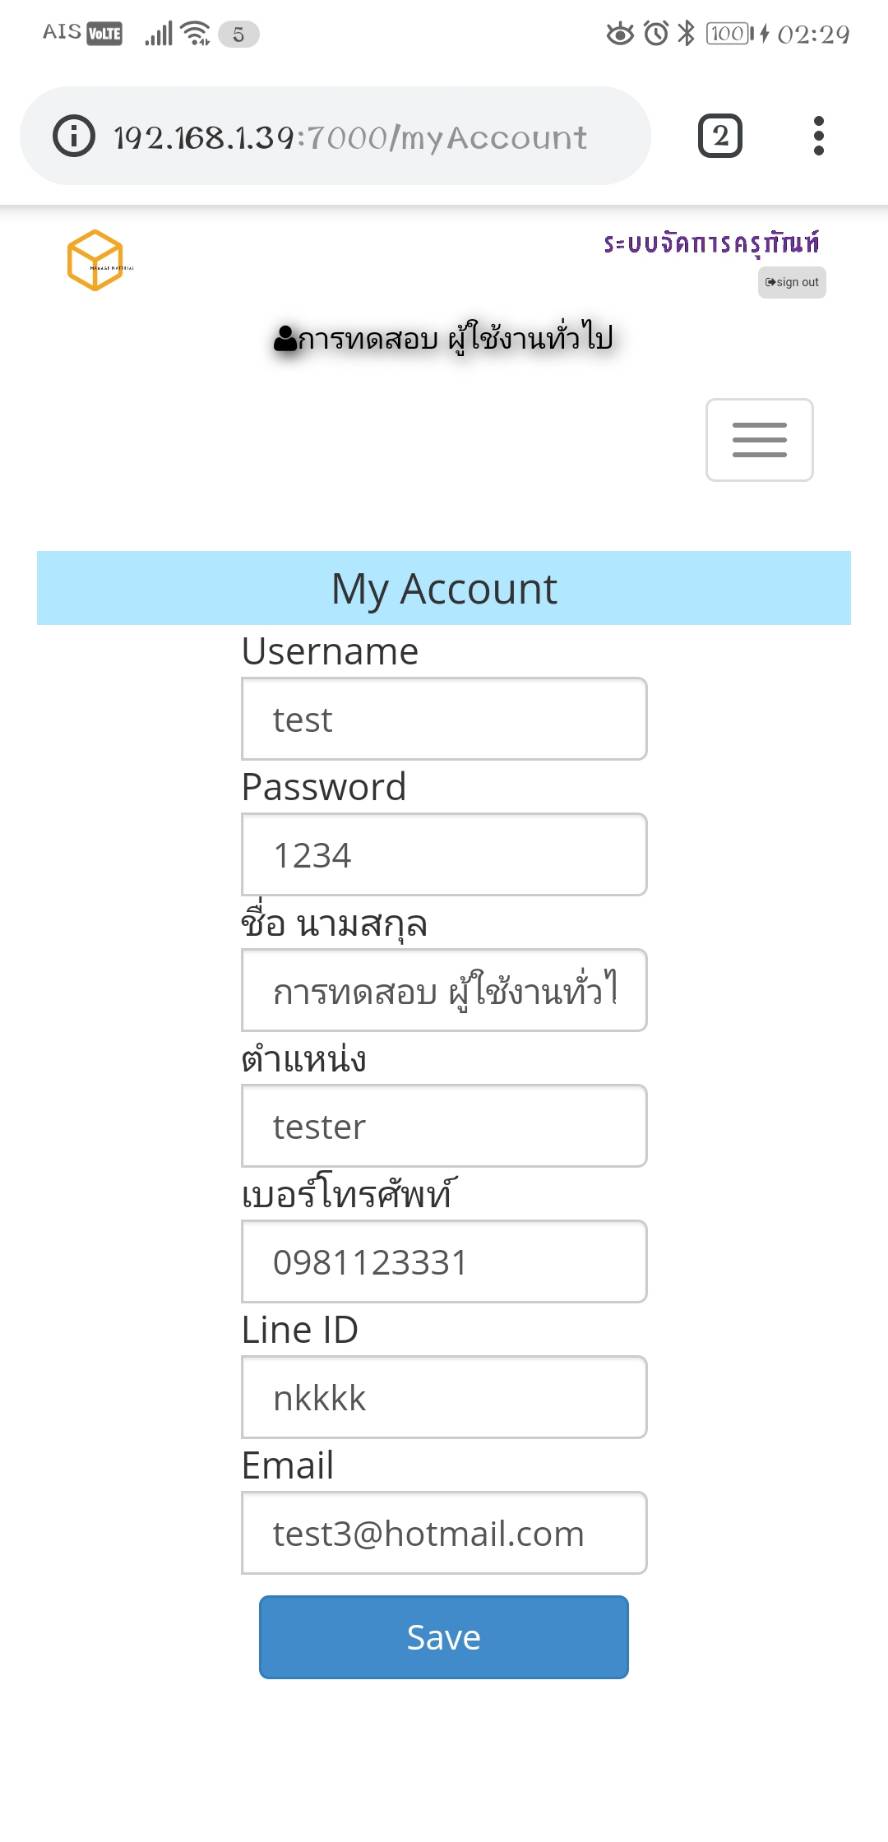 AIS VoLTE 5 100 02:29
192.168.1.39:7000/myAccount 2
ระบบจัดการครุภัณฑ์
sign out
การทดสอบ ผู้ใช้งานทั่วไป
My Account
Username
test
Password
1234
ชื่อ นามสกุล
การทดสอบ ผู้ใช้งานทั่วไ
ตำแหน่ง
tester
เบอร์โทรศัพท์
0981123331
Line ID
nkkkk
Email
test3@hotmail.com
Save